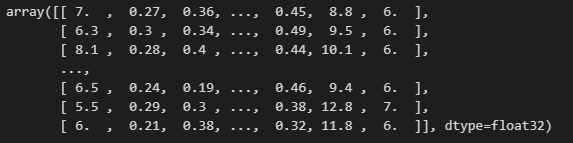 array([[ 7.  ,  0.27,  0.36, ...,  0.45,  8.8 ,  6.  ],
       [ 6.3 ,  0.3 ,  0.34, ...,  0.49,  9.5 ,  6.  ],
       [ 8.1 ,  0.28,  0.4 , ...,  0.44, 10.1 ,  6.  ],
       ...,
       [ 6.5 ,  0.24,  0.19, ...,  0.46,  9.4 ,  6.  ],
       [ 5.5 ,  0.29,  0.3 , ...,  0.38, 12.8 ,  7.  ],
       [ 6.  ,  0.21,  0.38, ...,  0.32, 11.8 ,  6.  ]], dtype=float32)